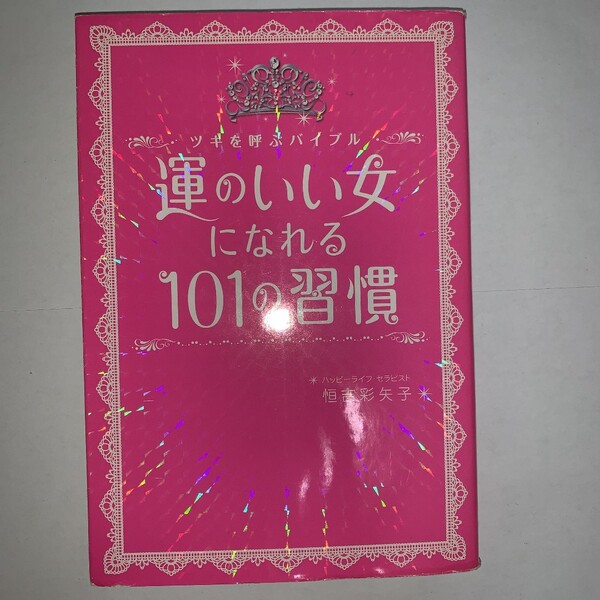 ツキを呼ぶバイブル
運のいい女
になれる
101の習慣
ハッピーライフ・セラピスト
恒吉彩矢子